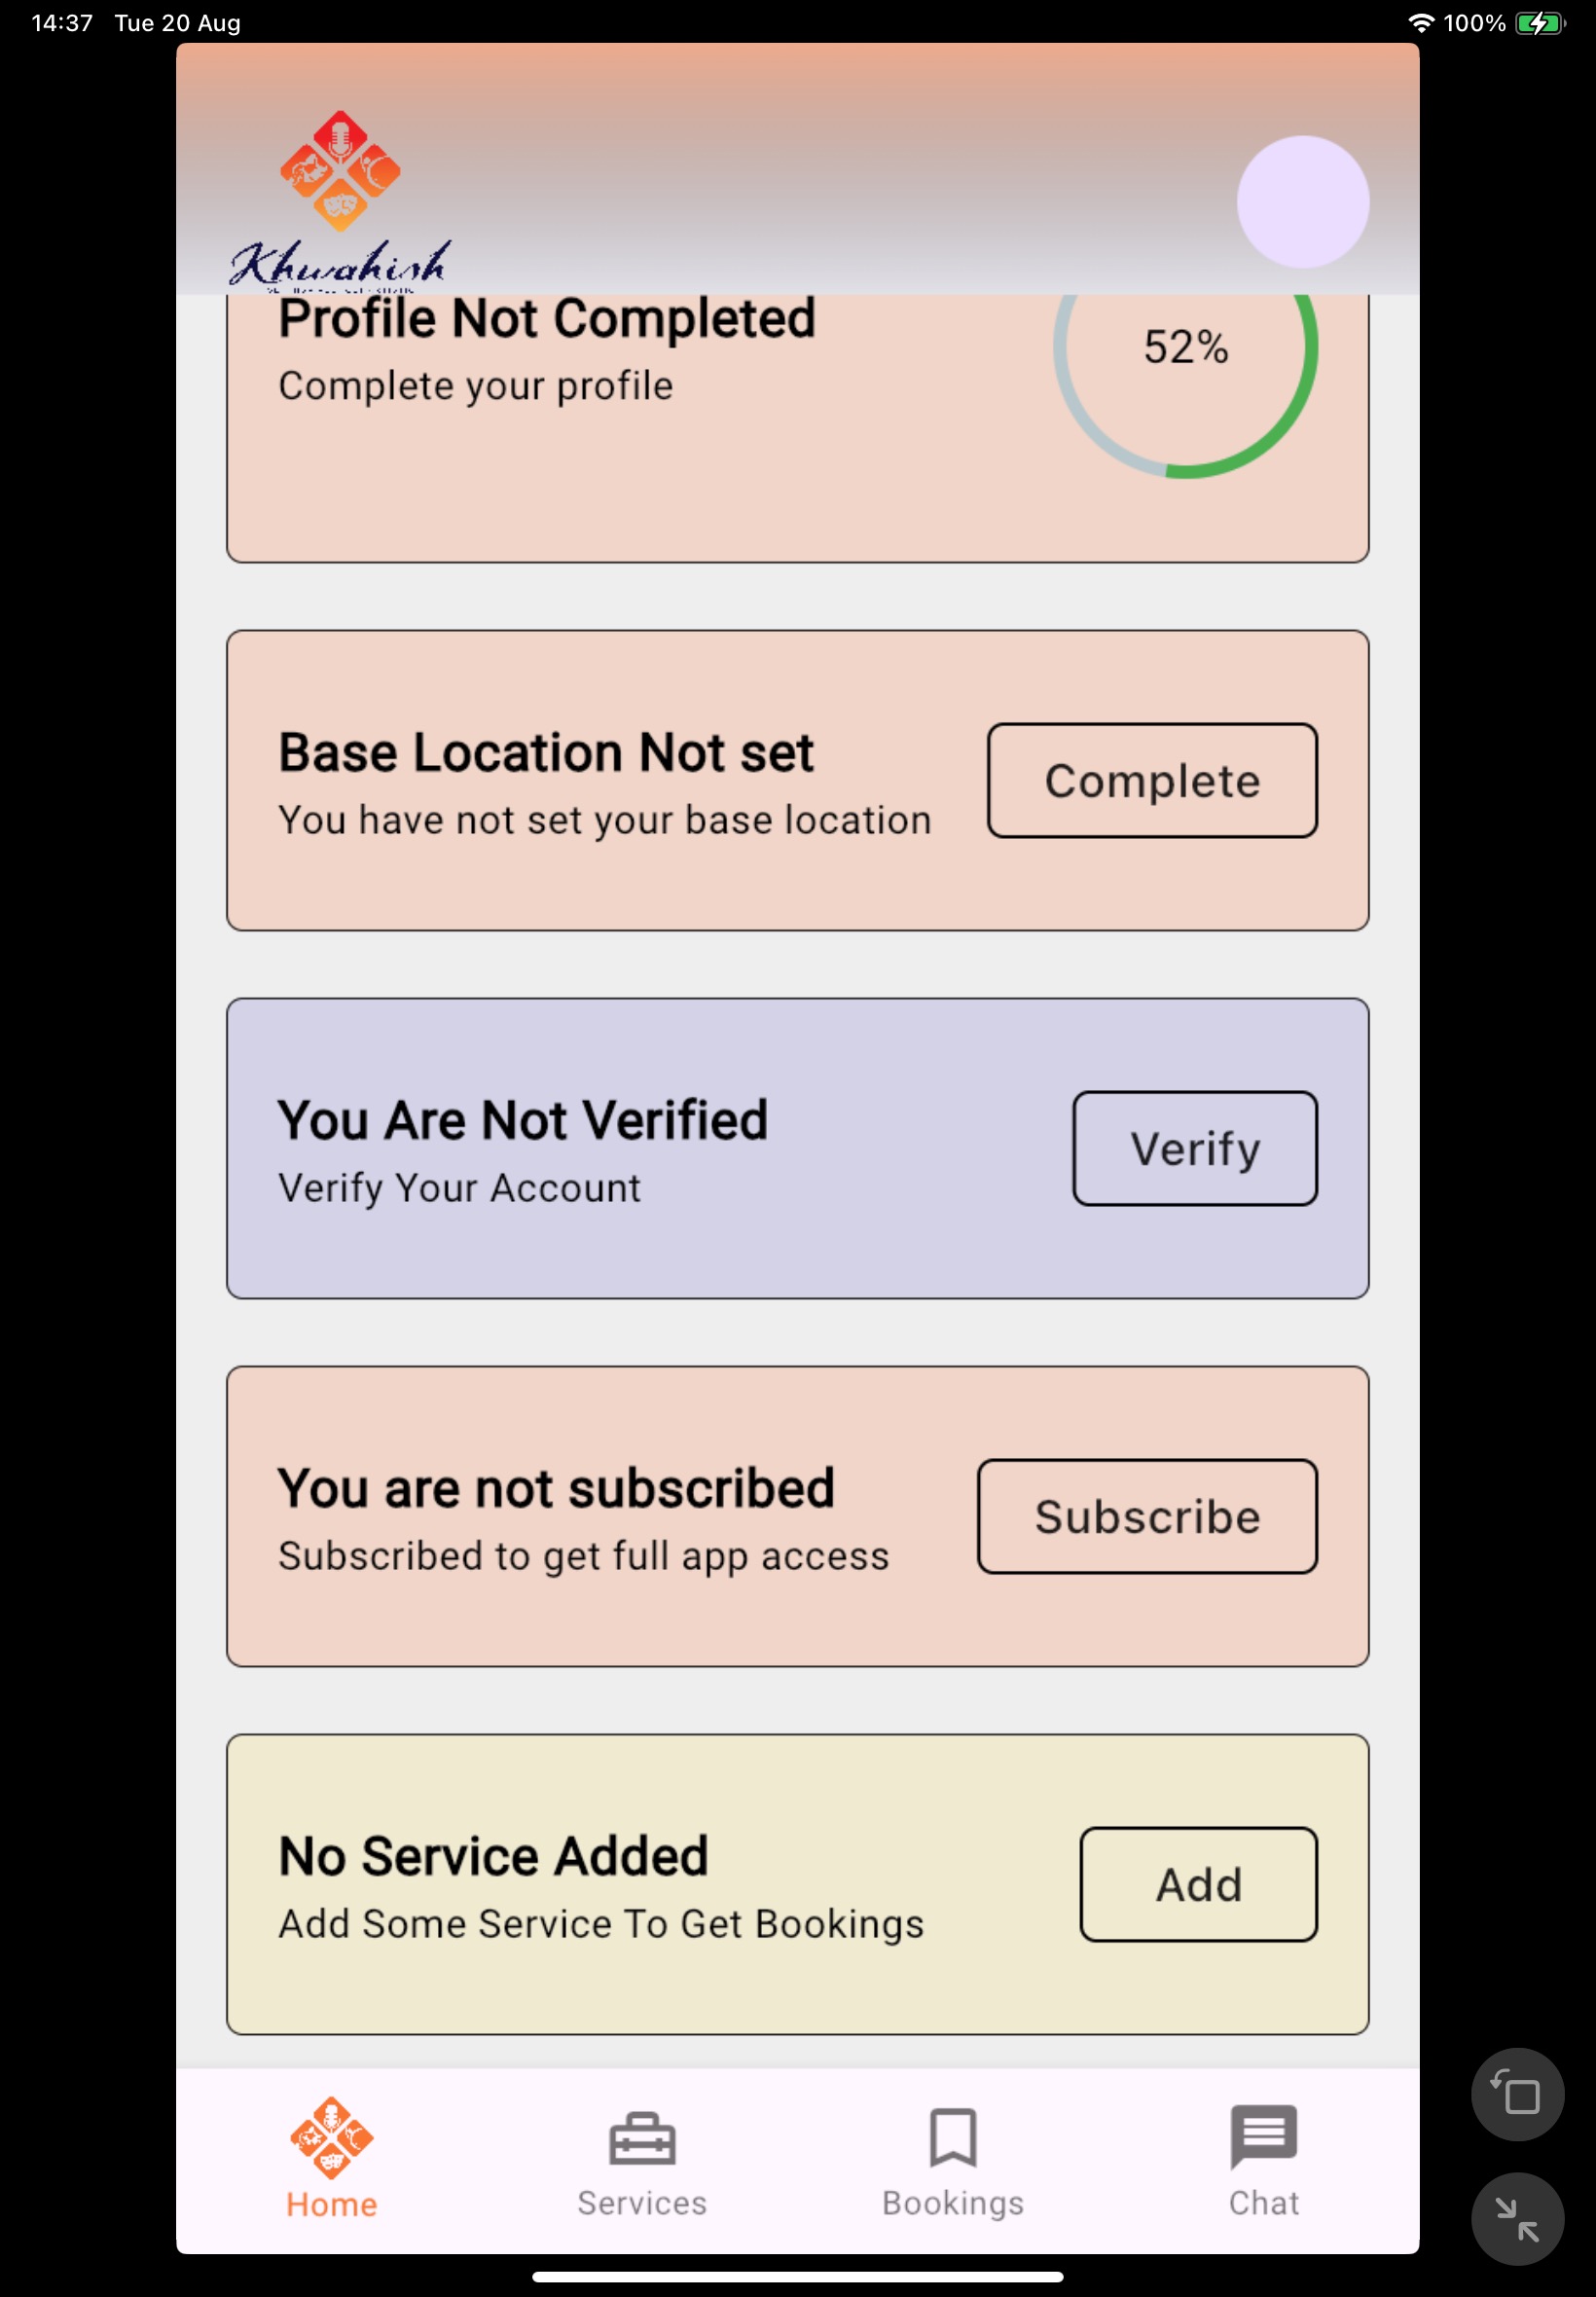 14:37 Tue 20 Aug
100%
Khwahish
Profile Not Completed
Complete your profile
52%
Base Location Not set
You have not set your base location
Complete
You Are Not Verified
Verify Your Account
Verify
You are not subscribed
Subscribed to get full app access
Subscribe
No Service Added
Add Some Service To Get Bookings
Add
Home
Services
Bookings
Chat